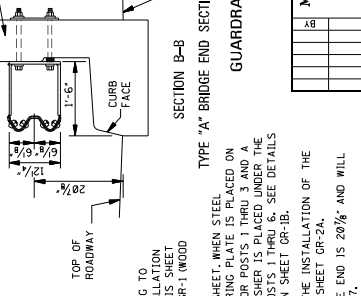 CURB
FACE
1'-6"
6⅛"
6⅛"
12¼"
20⅞"
TOP OF
ROADWAY
SECTION B-B
TYPE "A" BRIDGE END SECTI
GUARDRA
BY
G TO
LLATION
IS SHEET
GR-1 (WOOD
SHEET. WHEN STEEL
RING PLATE IS PLACED ON
OR POSTS 1 THRU 3 AND A
SHER IS PLACED UNDER THE
OSTS 1 THRU 6. SEE DETAILS
N SHEET GR-1B.
THE INSTALLATION OF THE
SHEET GR-2A.
E END IS 20⅞" AND WILL
7.